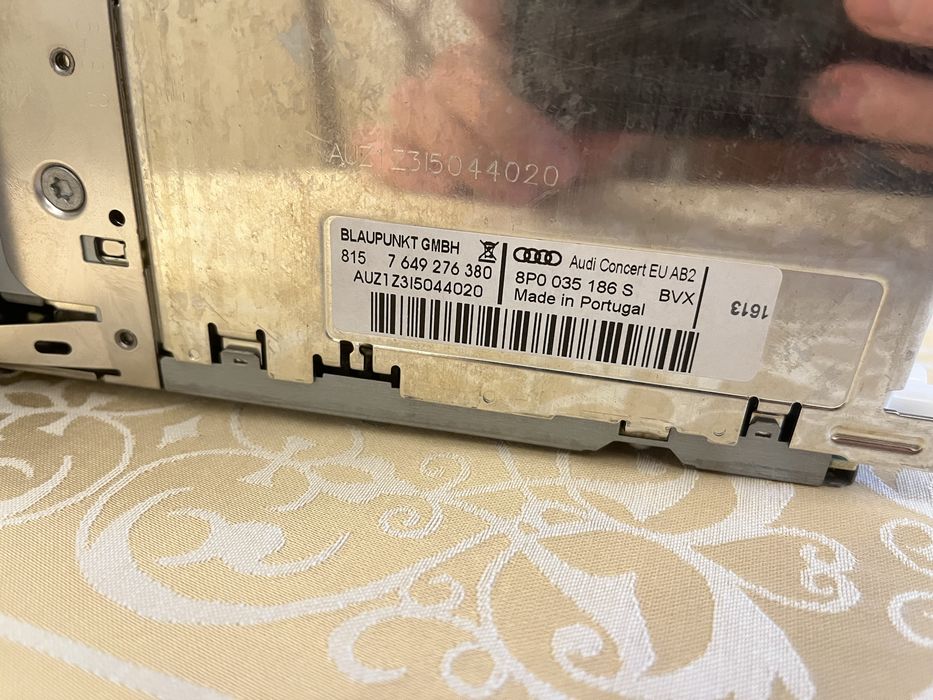 AUZ1Z3I5044020
BLAUPUNKT GMBH
815 7 649 276 380
AUZ1Z3I5044020
Audi Concert EU AB2
8P0 035 186 S BVX
Made in Portugal
1613